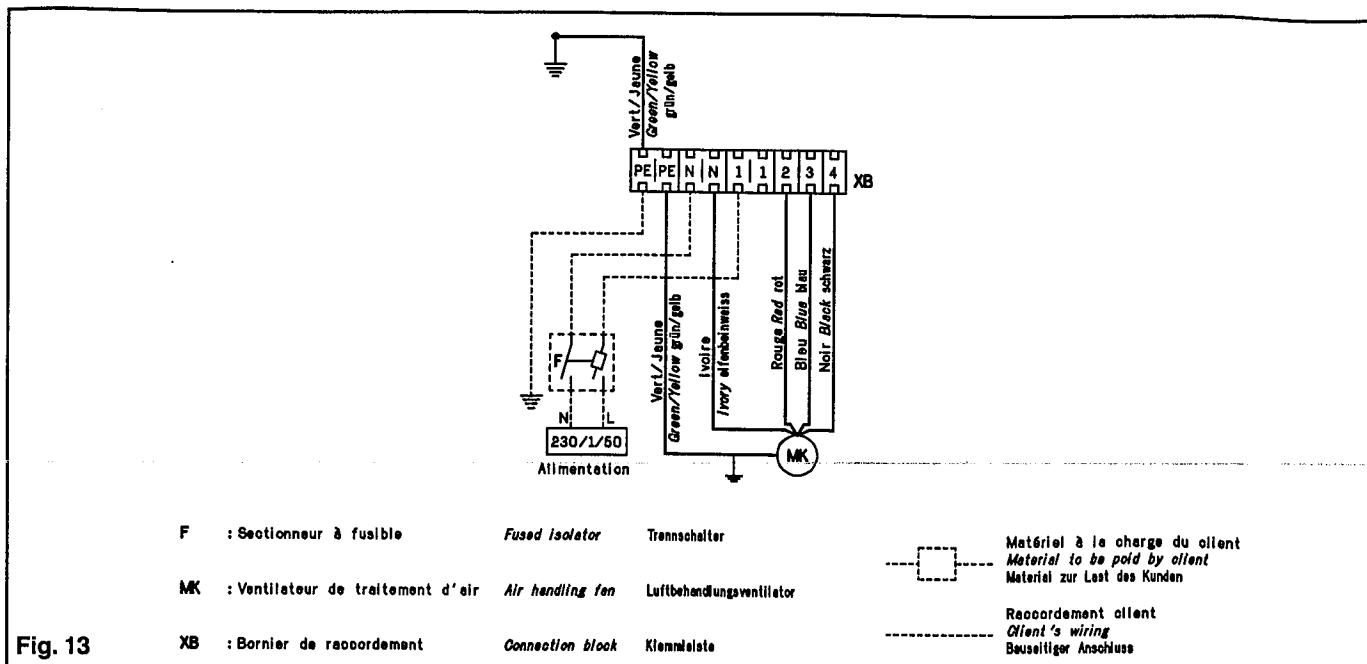 Vert/Jaune
Green/Yellow
grün/gelb
PE PE N N 1 1 2 3 4
XB
F
N L
230/1/50
Alimentation
Vert/Jaune
Green/Yellow grün/gelb
Ivoire
Ivory elfenbeinweiss
Rouge Red rot
Bleu Blue blau
Noir Black schwarz
MK
F : Sectionneur à fusible Fused isolator Trennschalter
MK : Ventilateur de traitement d'air Air handling fan Luftbehandlungsventilator
XB : Bornier de raccordement Connection block Klemmleiste
Matériel à la charge du client
Material to be paid by client
Material zur Last des Kunden
Raccordement client
Client's wiring
Bauseitiger Anschluss
Fig. 13